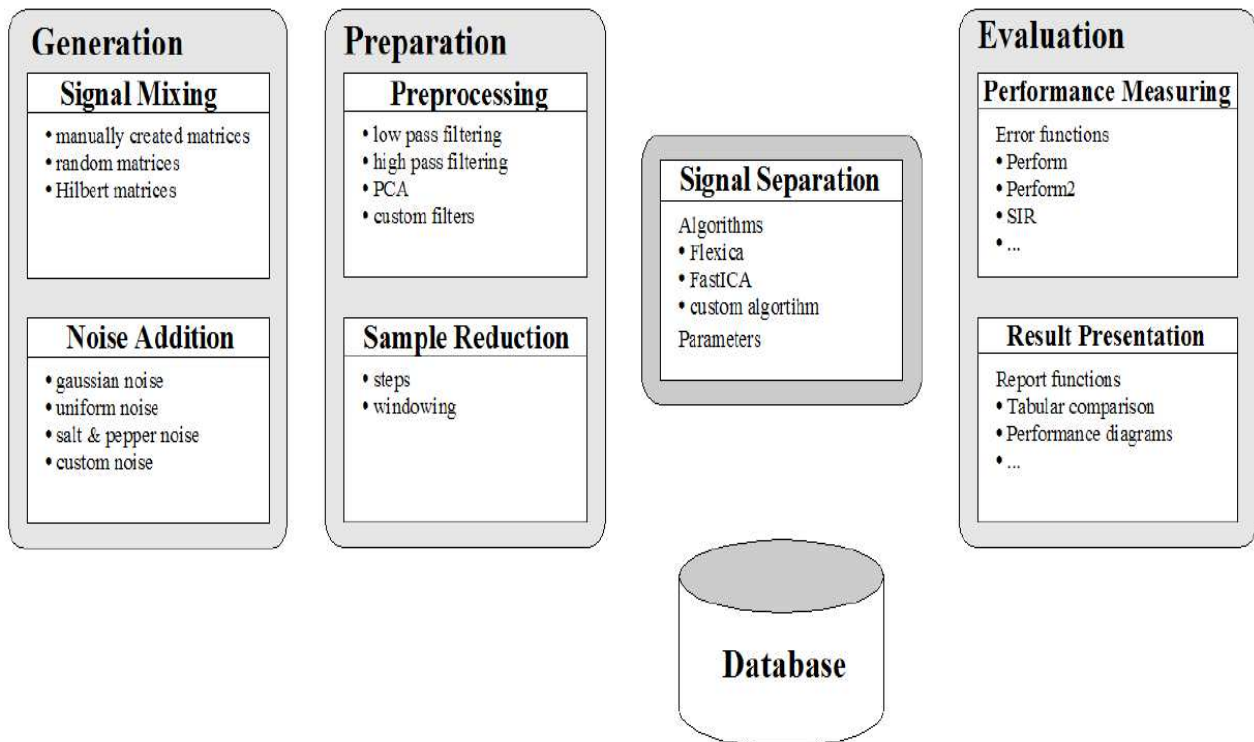 Generation
Signal Mixing
• manually created matrices
• random matrices
• Hilbert matrices
Noise Addition
• gaussian noise
• uniform noise
• salt & pepper noise
• custom noise
Preparation
Preprocessing
• low pass filtering
• high pass filtering
• PCA
• custom filters
Sample Reduction
• steps
• windowing
Signal Separation
Algorithms
• Flexica
• FastICA
• custom algortihm
Parameters
Database
Evaluation
Performance Measuring
Error functions
• Perform
• Perform2
• SIR
• ...
Result Presentation
Report functions
• Tabular comparison
• Performance diagrams
• ...